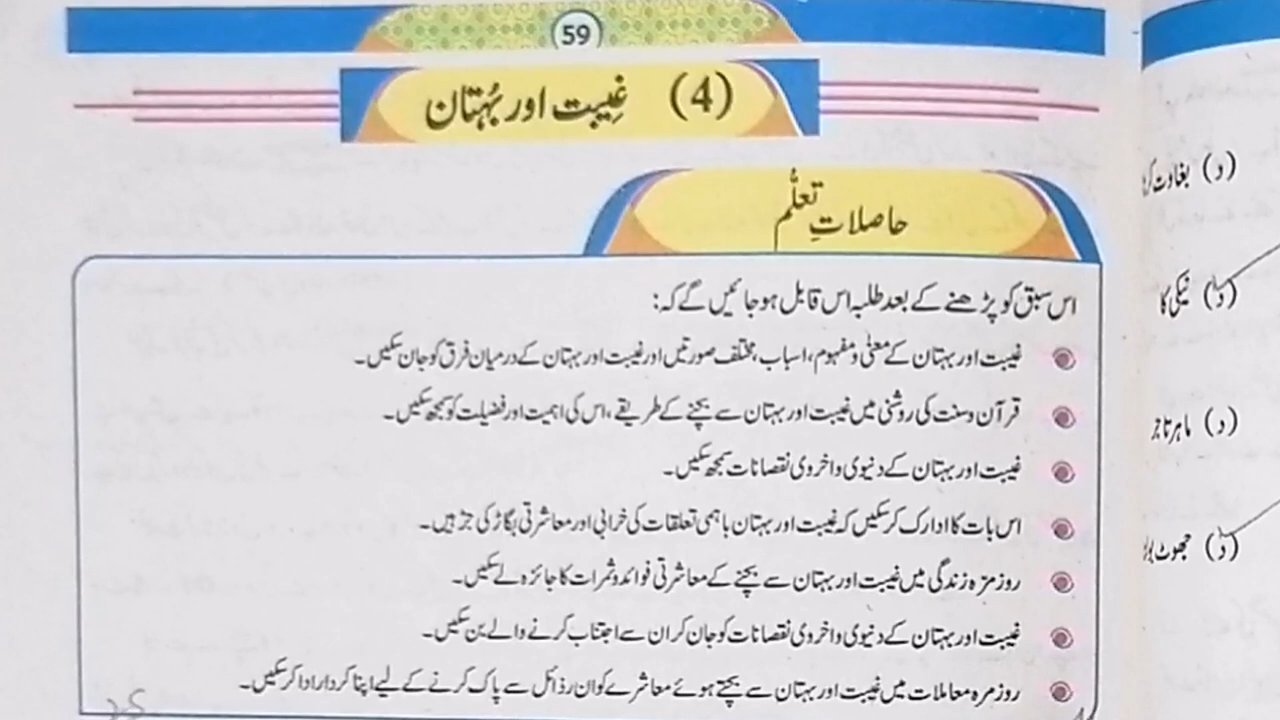 59
(4) غِیبت اور بُہتان
حاصلاتِ تعلُّم
اس سبق کو پڑھنے کے بعد طلبہ اس قابل ہو جائیں گے کہ:
غیبت اور بہتان کے معنی و مفہوم، اسباب، مختلف صورتیں اور غیبت اور بہتان کے درمیان فرق کو جان سکیں۔
قرآن و سنت کی روشنی میں غیبت اور بہتان سے بچنے کے طریقے، اس کی اہمیت اور فضیلت کو سمجھ سکیں۔
غیبت اور بہتان کے دنیوی و اخروی نقصانات سمجھ سکیں۔
اس بات کا ادارک کر سکیں کہ غیبت اور بہتان باہمی تعلقات کی خرابی اور معاشرتی بگاڑ کی جڑ ہیں۔
روز مرّہ زندگی میں غیبت اور بہتان سے بچنے کے معاشرتی فوائد و ثمرات کا جائزہ لے سکیں۔
غیبت اور بہتان کے دنیوی و اخروی نقصانات کو جان کر ان سے اجتناب کرنے والے بن سکیں۔
روز مرہ معاملات میں غیبت اور بہتان سے بچتے ہوئے معاشرے کو ان رذائل سے پاک کرنے کے لیے اپنا کردار ادا کر سکیں۔
(د) بغاوت
(د) نیکی کا
(د) ماہر تاجر
(د) جھوٹ